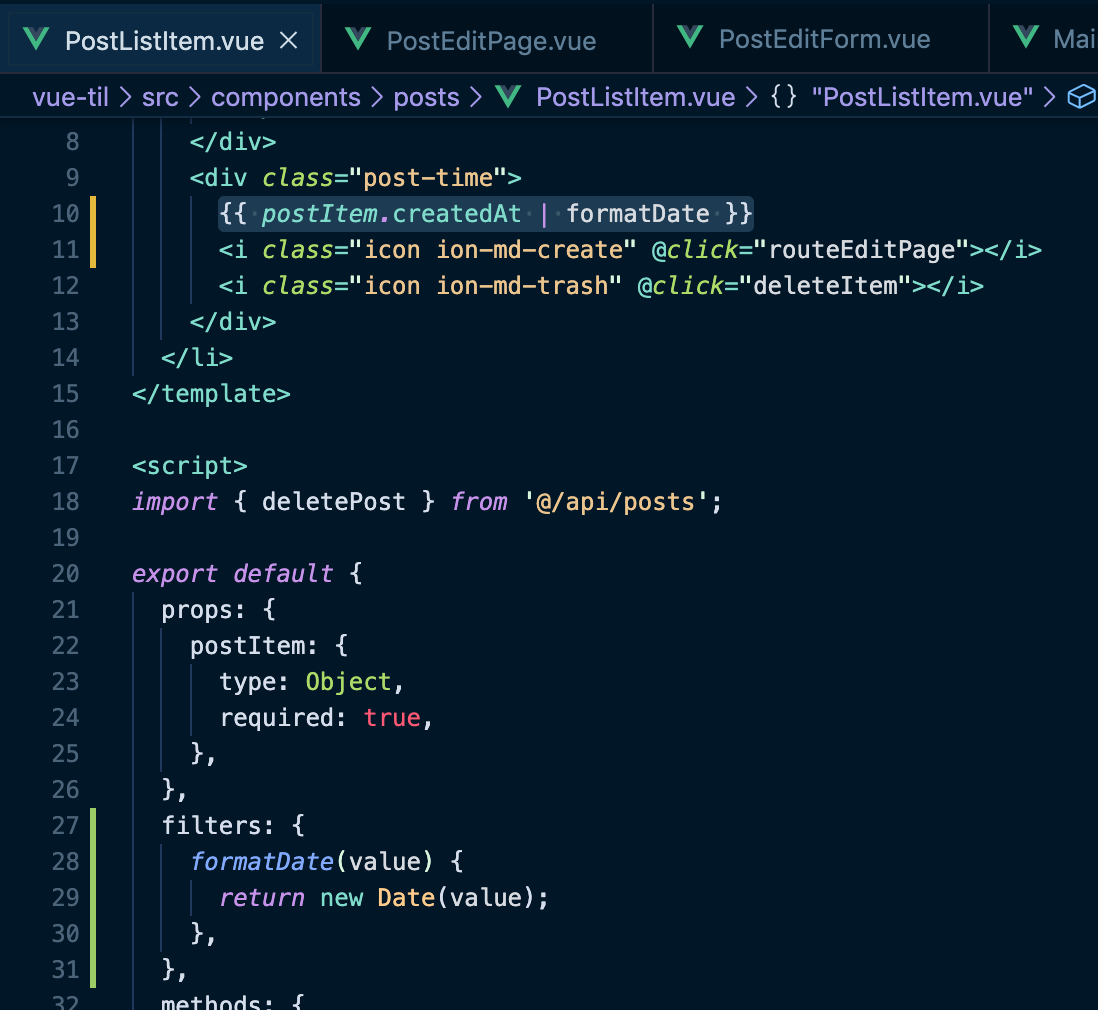 PostListItem.vue × PostEditPage.vue PostEditForm.vue Mai
vue-til > src > components > posts > PostListItem.vue > {} "PostListItem.vue" >
8 </div>
9 <div class="post-time">
10 {{ postItem.createdAt | formatDate }}
11 <i class="icon ion-md-create" @click="routeEditPage"></i>
12 <i class="icon ion-md-trash" @click="deleteItem"></i>
13 </div>
14 </li>
15 </template>
16
17 <script>
18 import { deletePost } from '@/api/posts';
19
20 export default {
21 props: {
22 postItem: {
23 type: Object,
24 required: true,
25 },
26 },
27 filters: {
28 formatDate(value) {
29 return new Date(value);
30 },
31 },
32 methods: {